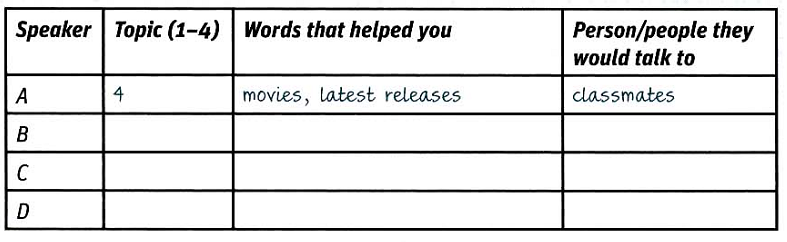 Speaker Topic (1–4) Words that helped you Person/people they would talk to
A 4 movies, latest releases classmates
B
C
D